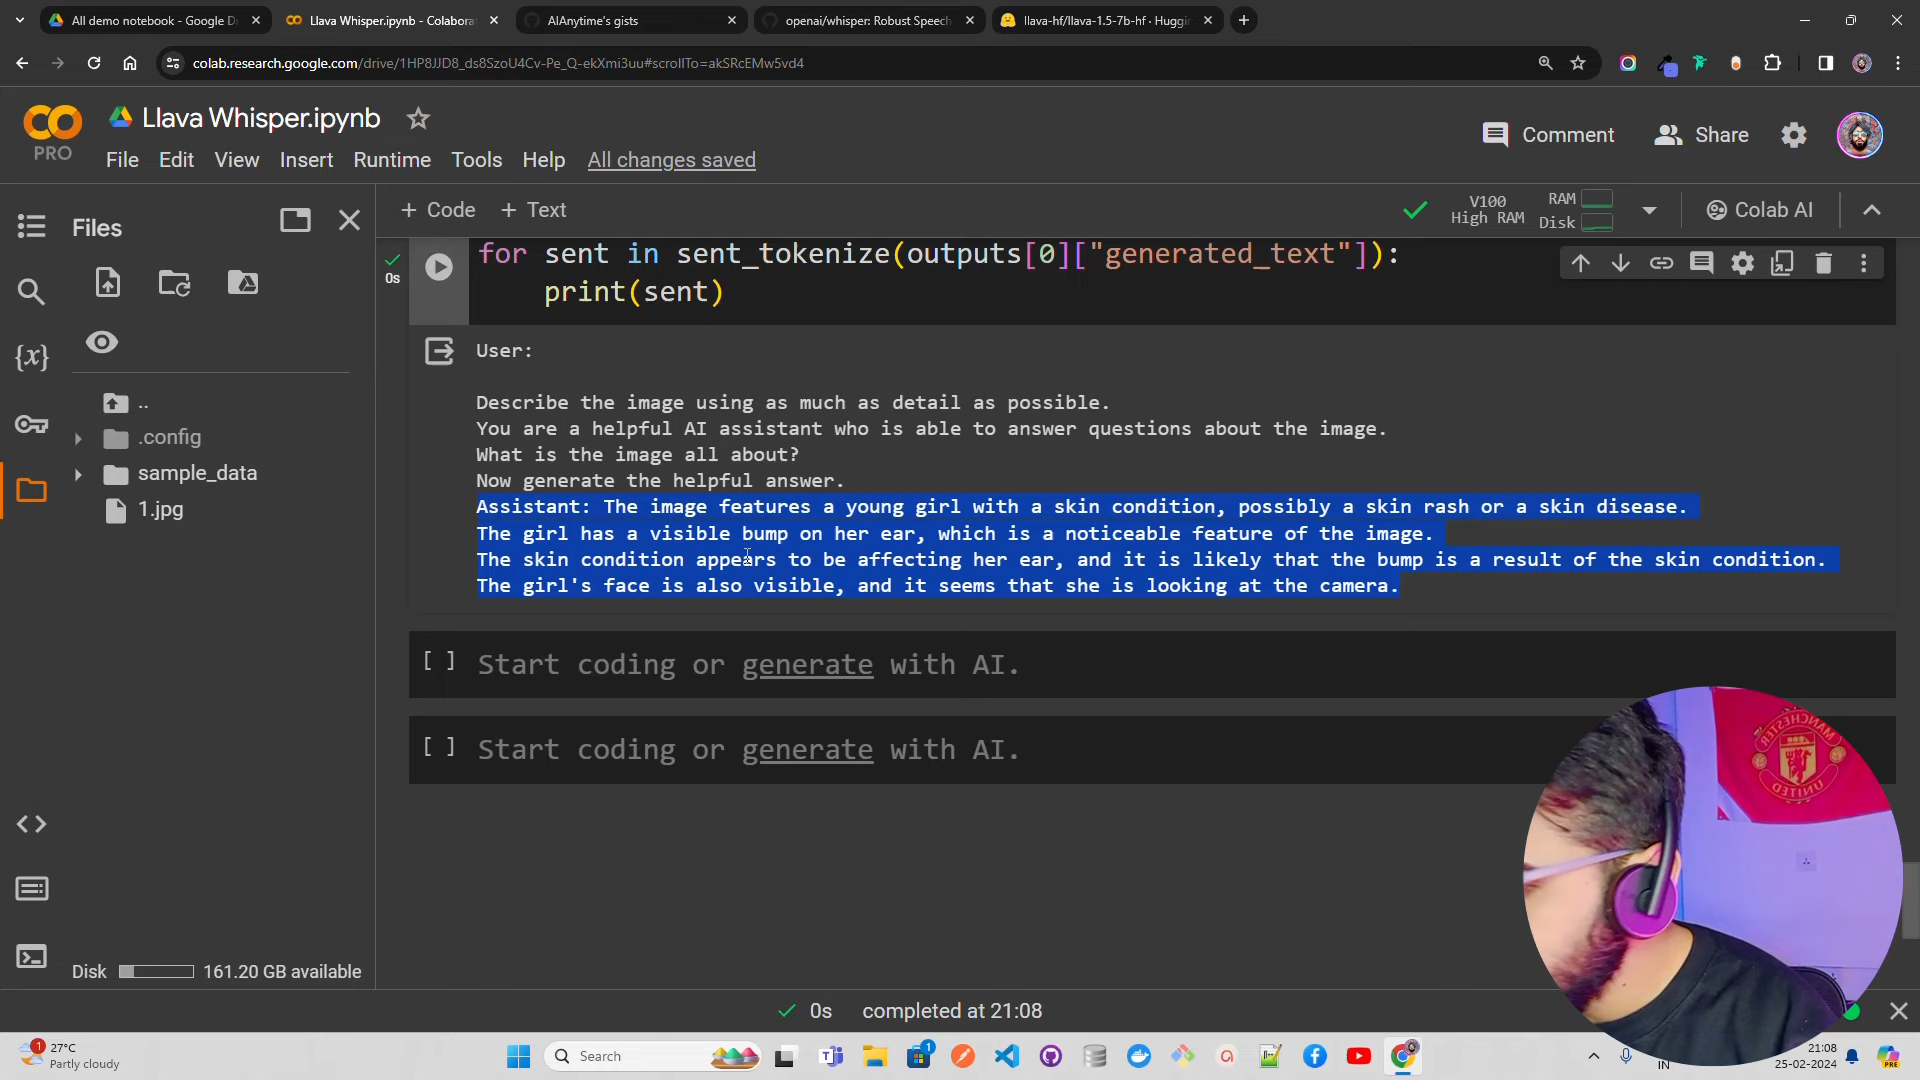 All demo notebook - Google D
Llava Whisper.ipynb - Colabora
AIAnytime's gists
openai/whisper: Robust Speech
llava-hf/llava-1.5-7b-hf · Huggin
colab.research.google.com/drive/1HP8JJD8_ds8SzoU4Cv-Pe_Q-ekXmi3uu#scrollTo=akSRcEMw5vd4
PRO
Llava Whisper.ipynb
File Edit View Insert Runtime Tools Help All changes saved
Comment
Share
Files
+ Code + Text
V100
High RAM
RAM
Disk
Colab AI
..
.config
sample_data
1.jpg
{x}
0s
for sent in sent_tokenize(outputs[0]["generated_text"]):
print(sent)
User:
Describe the image using as much as detail as possible.
You are a helpful AI assistant who is able to answer questions about the image.
What is the image all about?
Now generate the helpful answer.
Assistant: The image features a young girl with a skin condition, possibly a skin rash or a skin disease.
The girl has a visible bump on her ear, which is a noticeable feature of the image.
The skin condition appears to be affecting her ear, and it is likely that the bump is a result of the skin condition.
The girl's face is also visible, and it seems that she is looking at the camera.
[ ] Start coding or generate with AI.
[ ] Start coding or generate with AI.
MANCHESTER
UNITED
Disk 161.20 GB available
0s completed at 21:08
1
27°C
Partly cloudy
Search
1
IN
21:08
25-02-2024
PRE